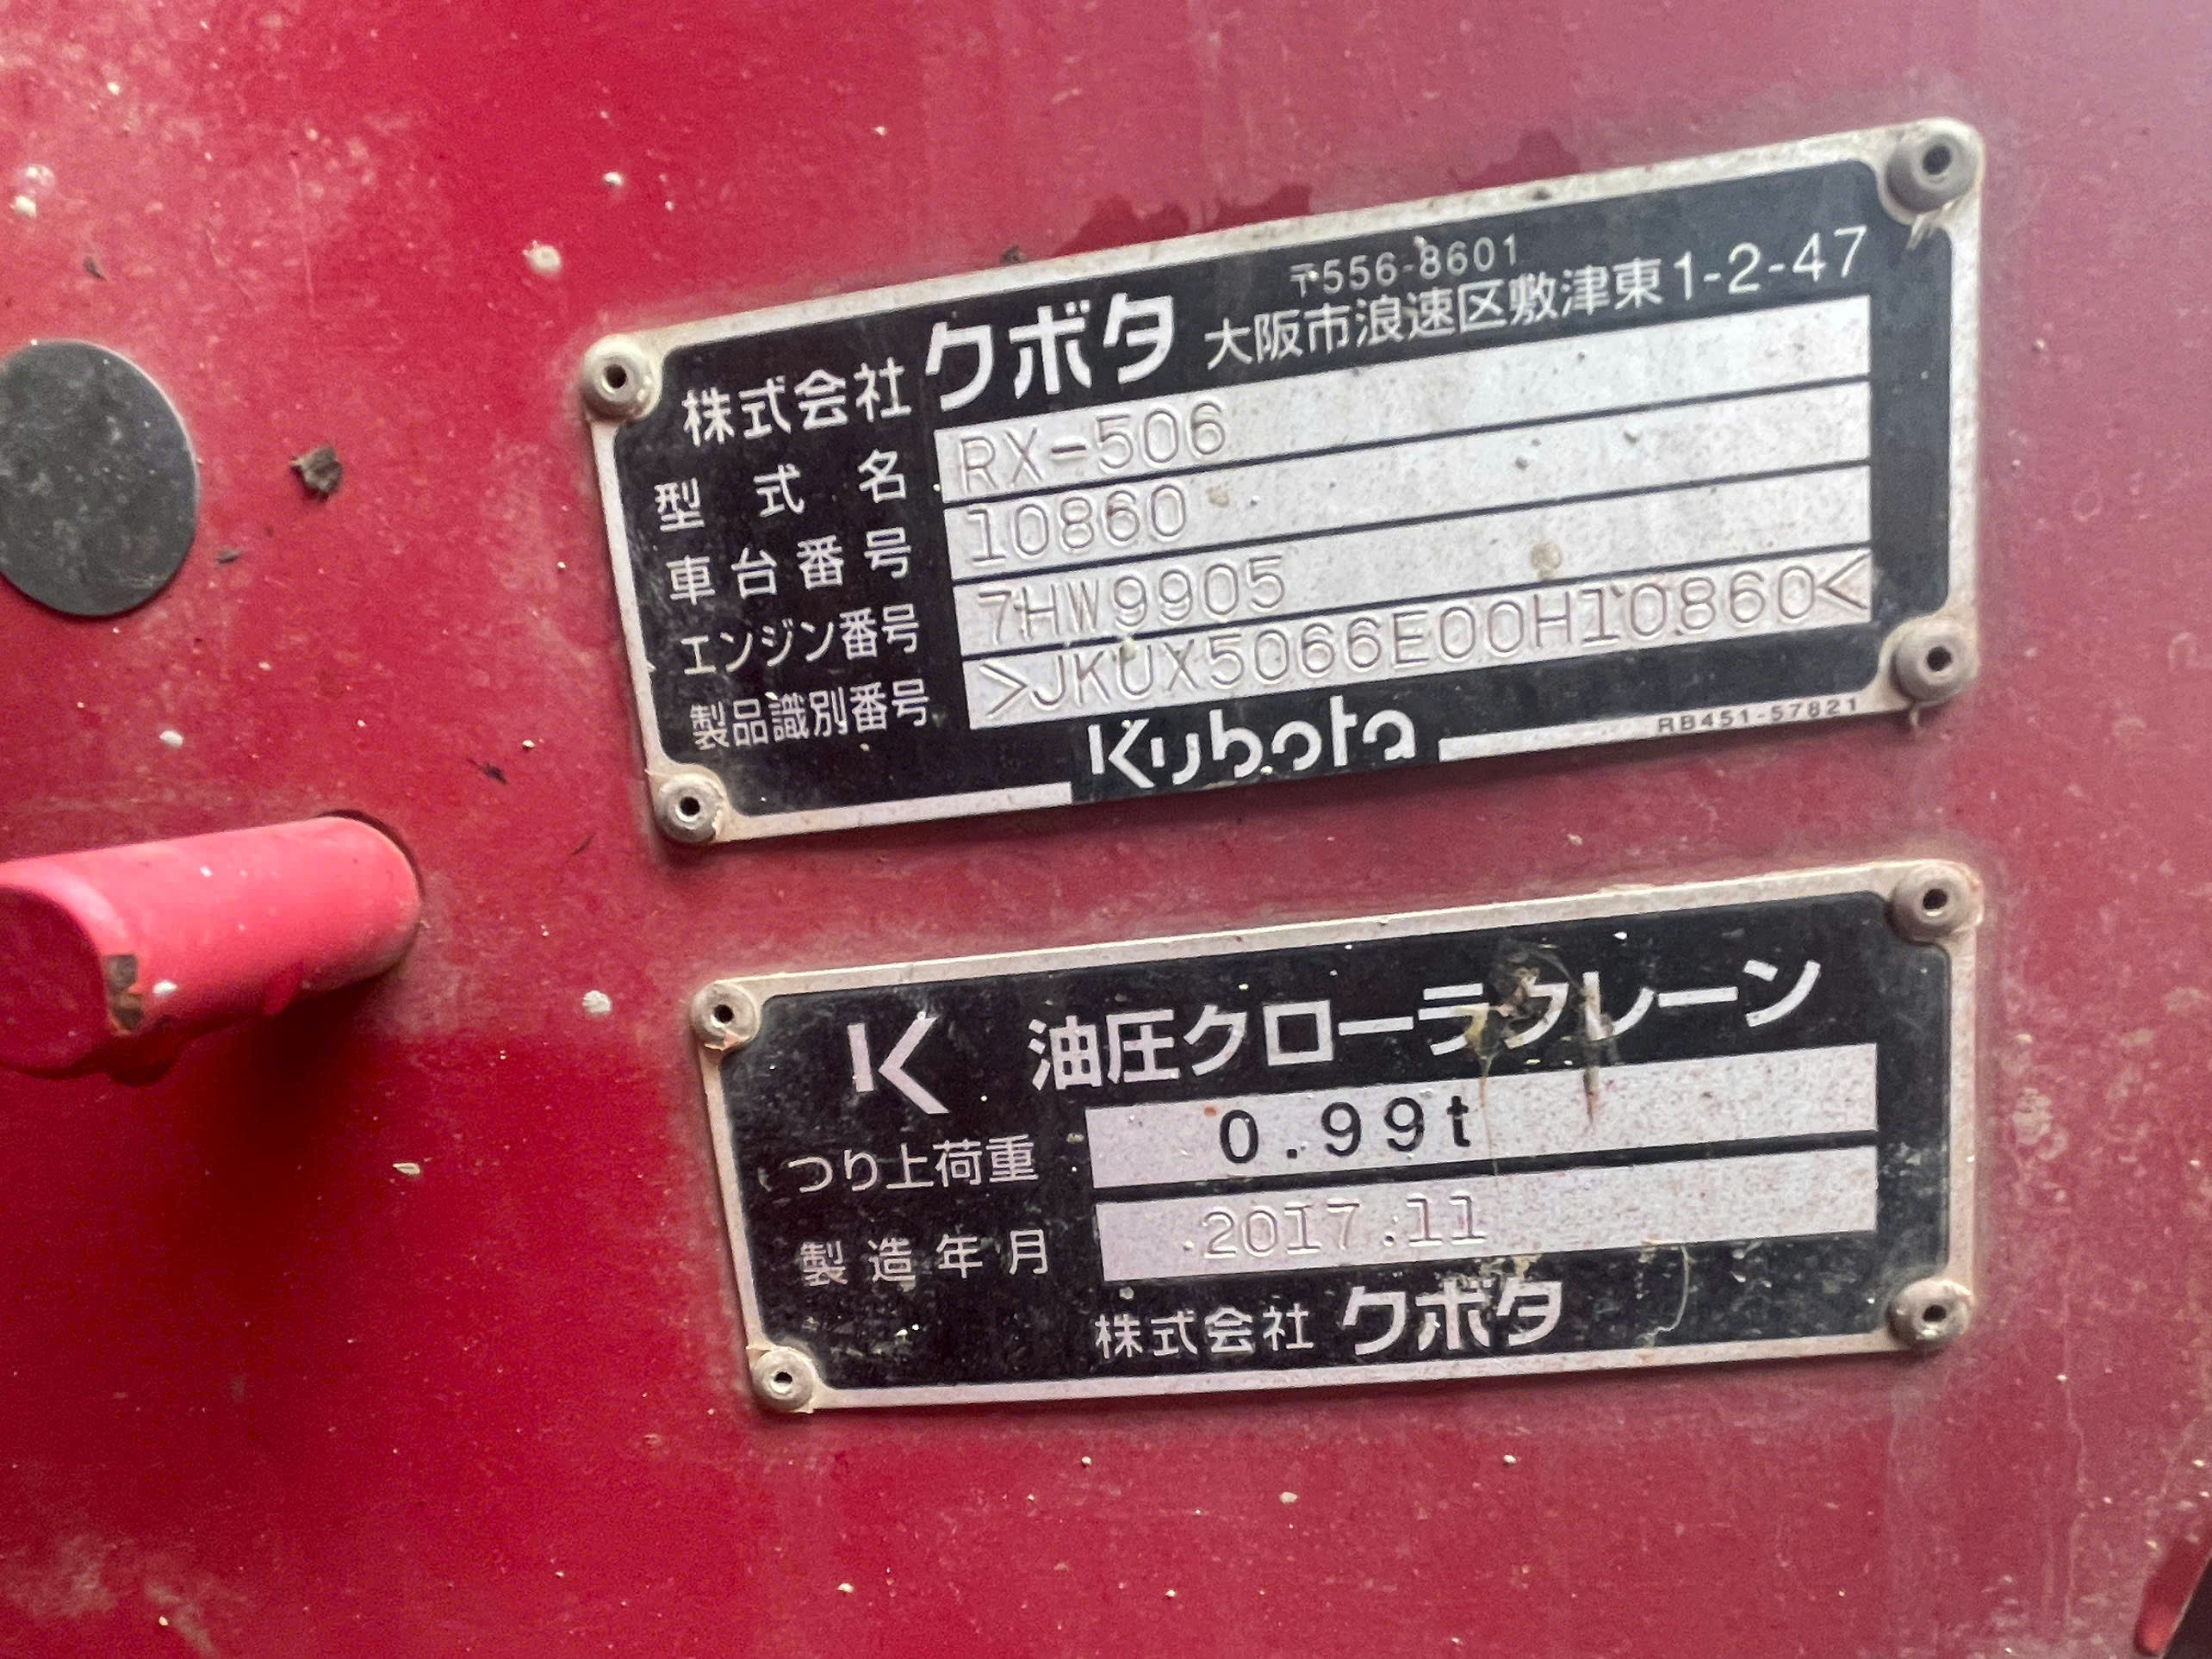 〒556-8601
株式会社クボタ 大阪市浪速区敷津東1-2-47
型式名 RX-506
車台番号 10860
エンジン番号 7HW9905
製品識別番号 >JKUX5066E00H10860<
Kubota RB451-57821
K 油圧クローラクレーン
つり上荷重 0.99t
製造年月 2017.11
株式会社クボタ